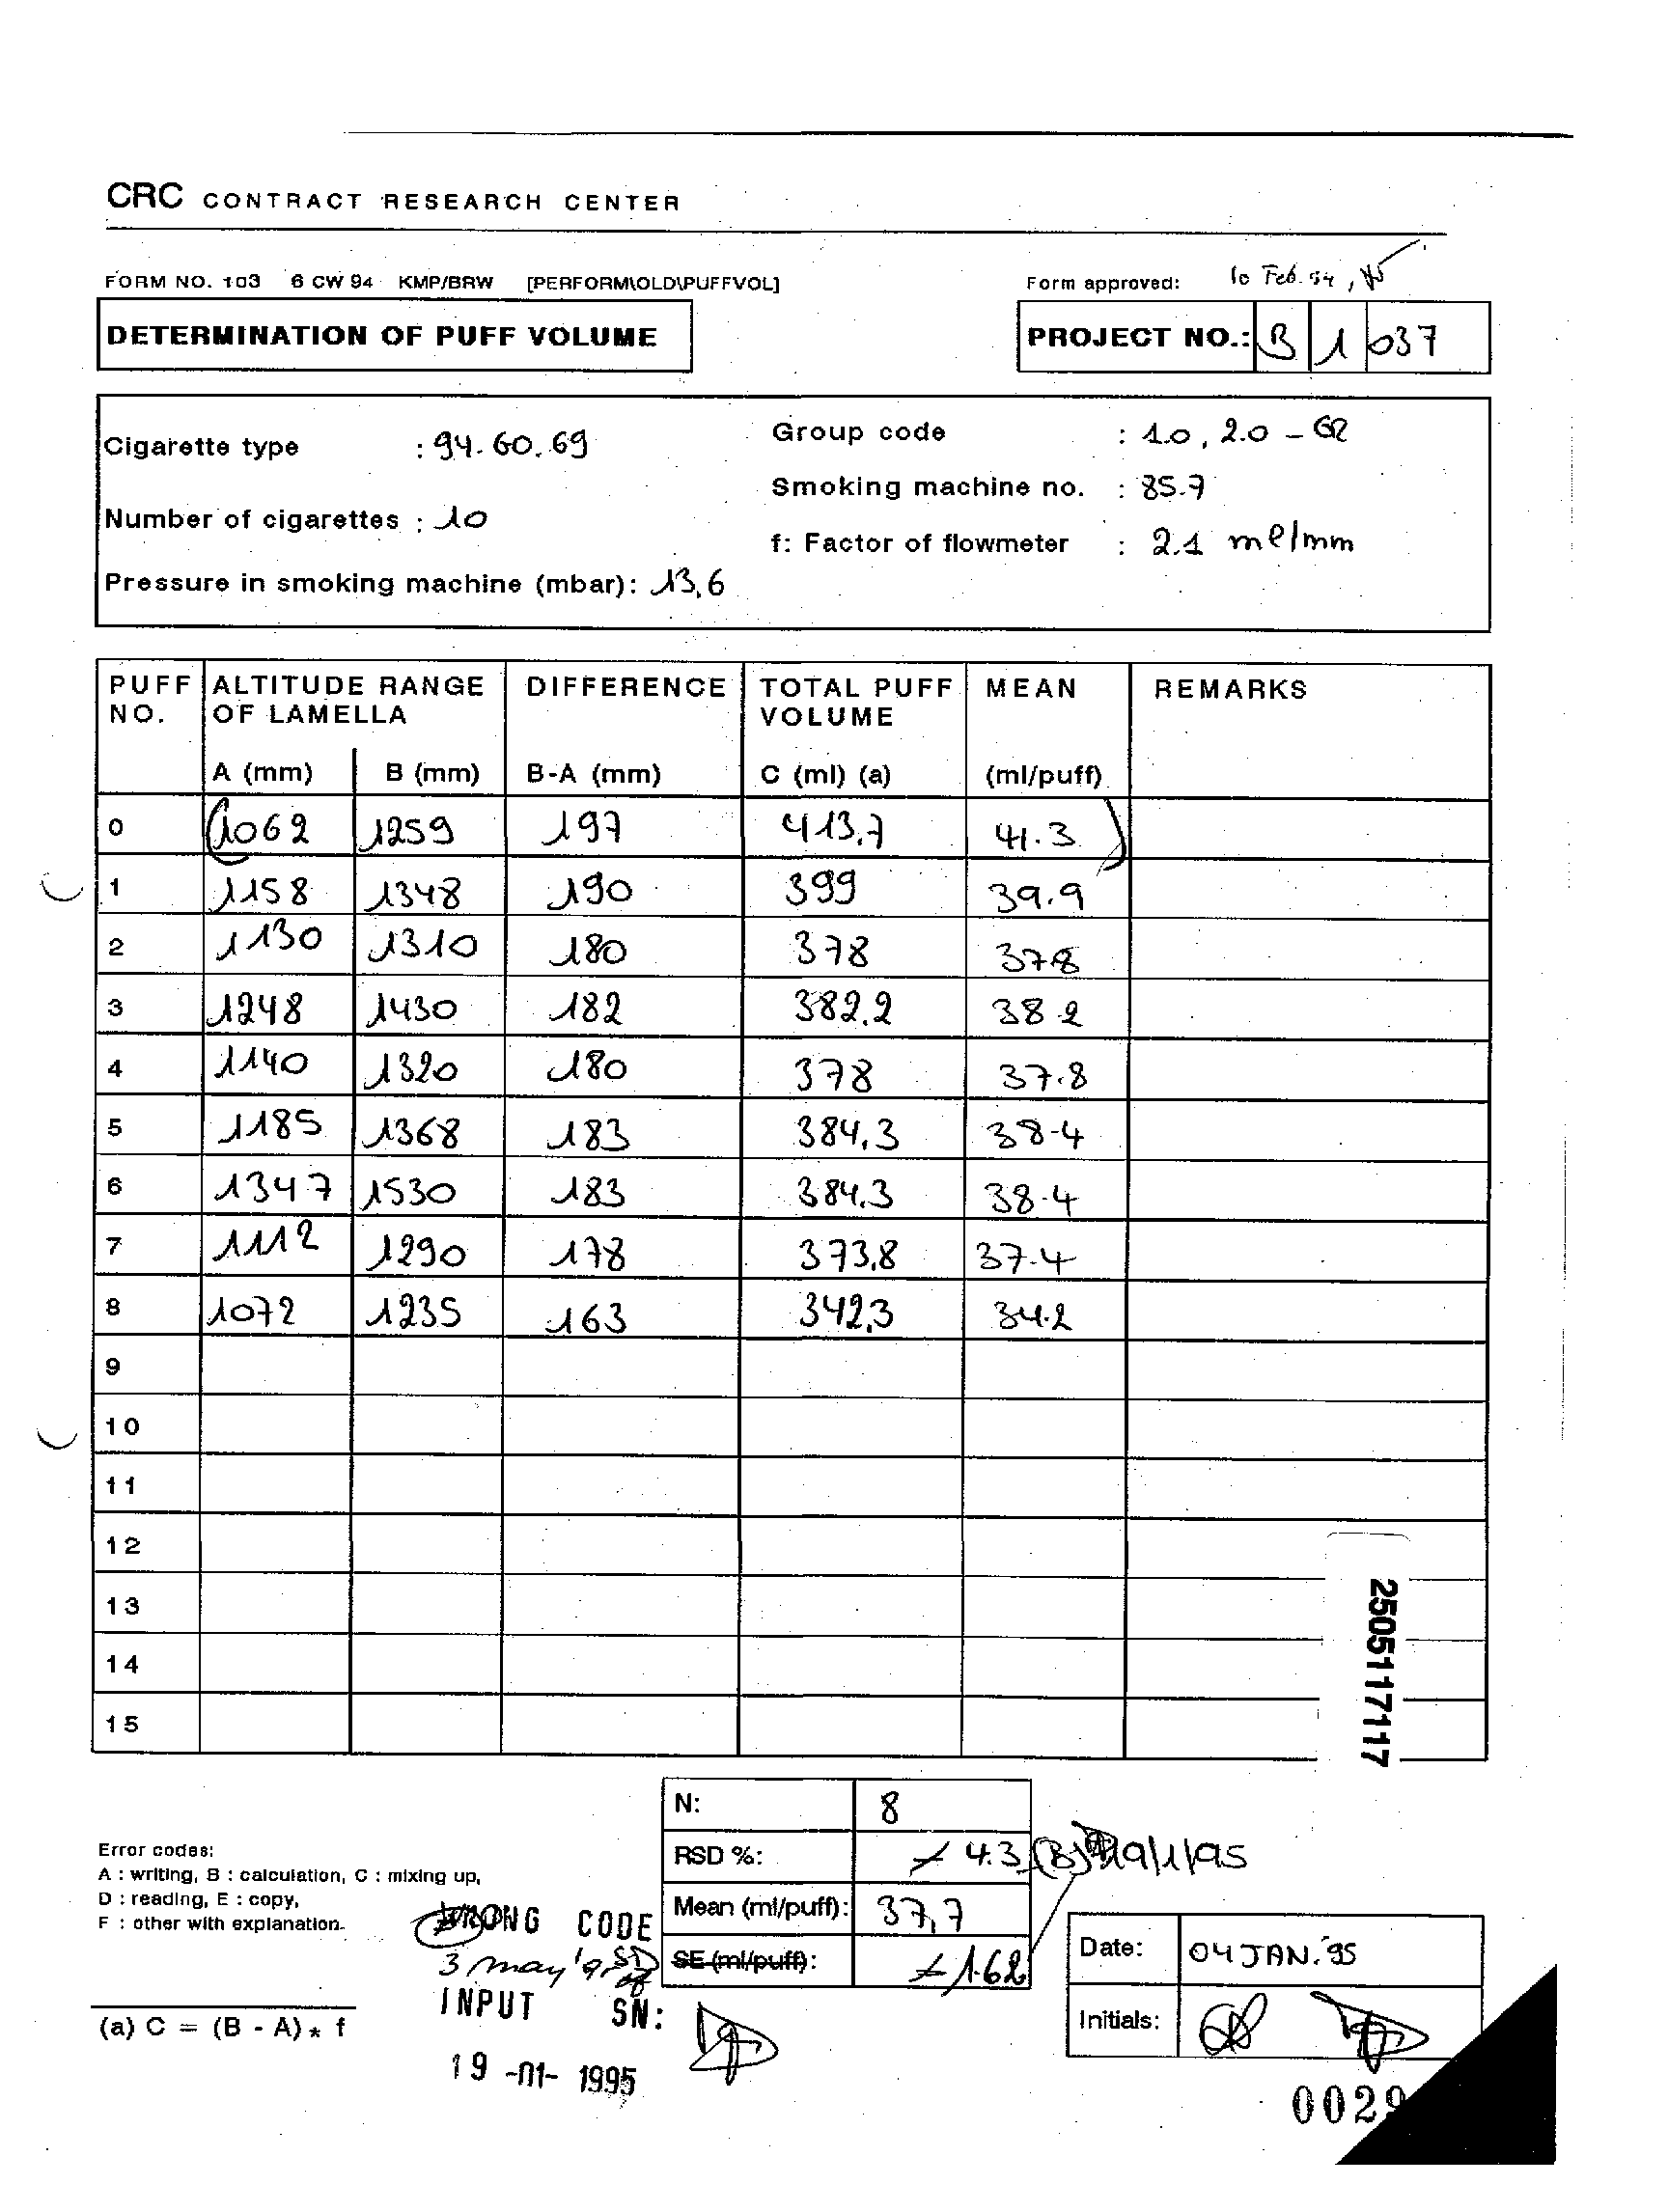 CRC CONTRACT RESEARCH CENTER
FORM NO. 103 6 CW 94 KMP/BRW [PERFORM\OLD\PUFFVOL] Form approved: 10 Feb. 94,
DETERMINATION OF PUFF VOLUME PROJECT NO.: B 1 037
Cigarette type : 94.60.69 Group code : 1.0, 2.0 - G2
Smoking machine no. : 85.7
Number of cigarettes : 10
f: Factor of flowmeter : 2.1 ml/mm
Pressure in smoking machine (mbar): 13,6
PUFF ALTITUDE RANGE DIFFERENCE TOTAL PUFF MEAN REMARKS
NO. OF LAMELLA VOLUME
A (mm) B (mm) B-A (mm) C (ml) (a) (ml/puff)
0 (1062 1259 197 413,7 41.3)
1 1158 1348 190 399 39.9
2 1130 1310 180 378 37.8
3 1248 1430 182 382,2 38.2
4 1140 1320 180 378 37.8
5 1185 1368 183 384,3 38.4
6 1347 1530 183 384,3 38.4
7 1112 1290 178 373,8 37.4
8 1072 1235 163 342,3 34.2
9
10
11
12
13
14
15
2505117117
N: 8
Error codes:
RSD %: 4.3 (B) 19/1/95
A : writing, B : calculation, C : mixing up,
D : reading, E : copy,
F : other with explanation.
Mean (ml/puff): 37,7
WRONG CODE
SE (ml/puff): 1.62
SD
3 may '95
Date: 04 JAN. '95
INPUT SN:
Initials:
(a) C = (B - A) * f
19 -01- 1995
0029